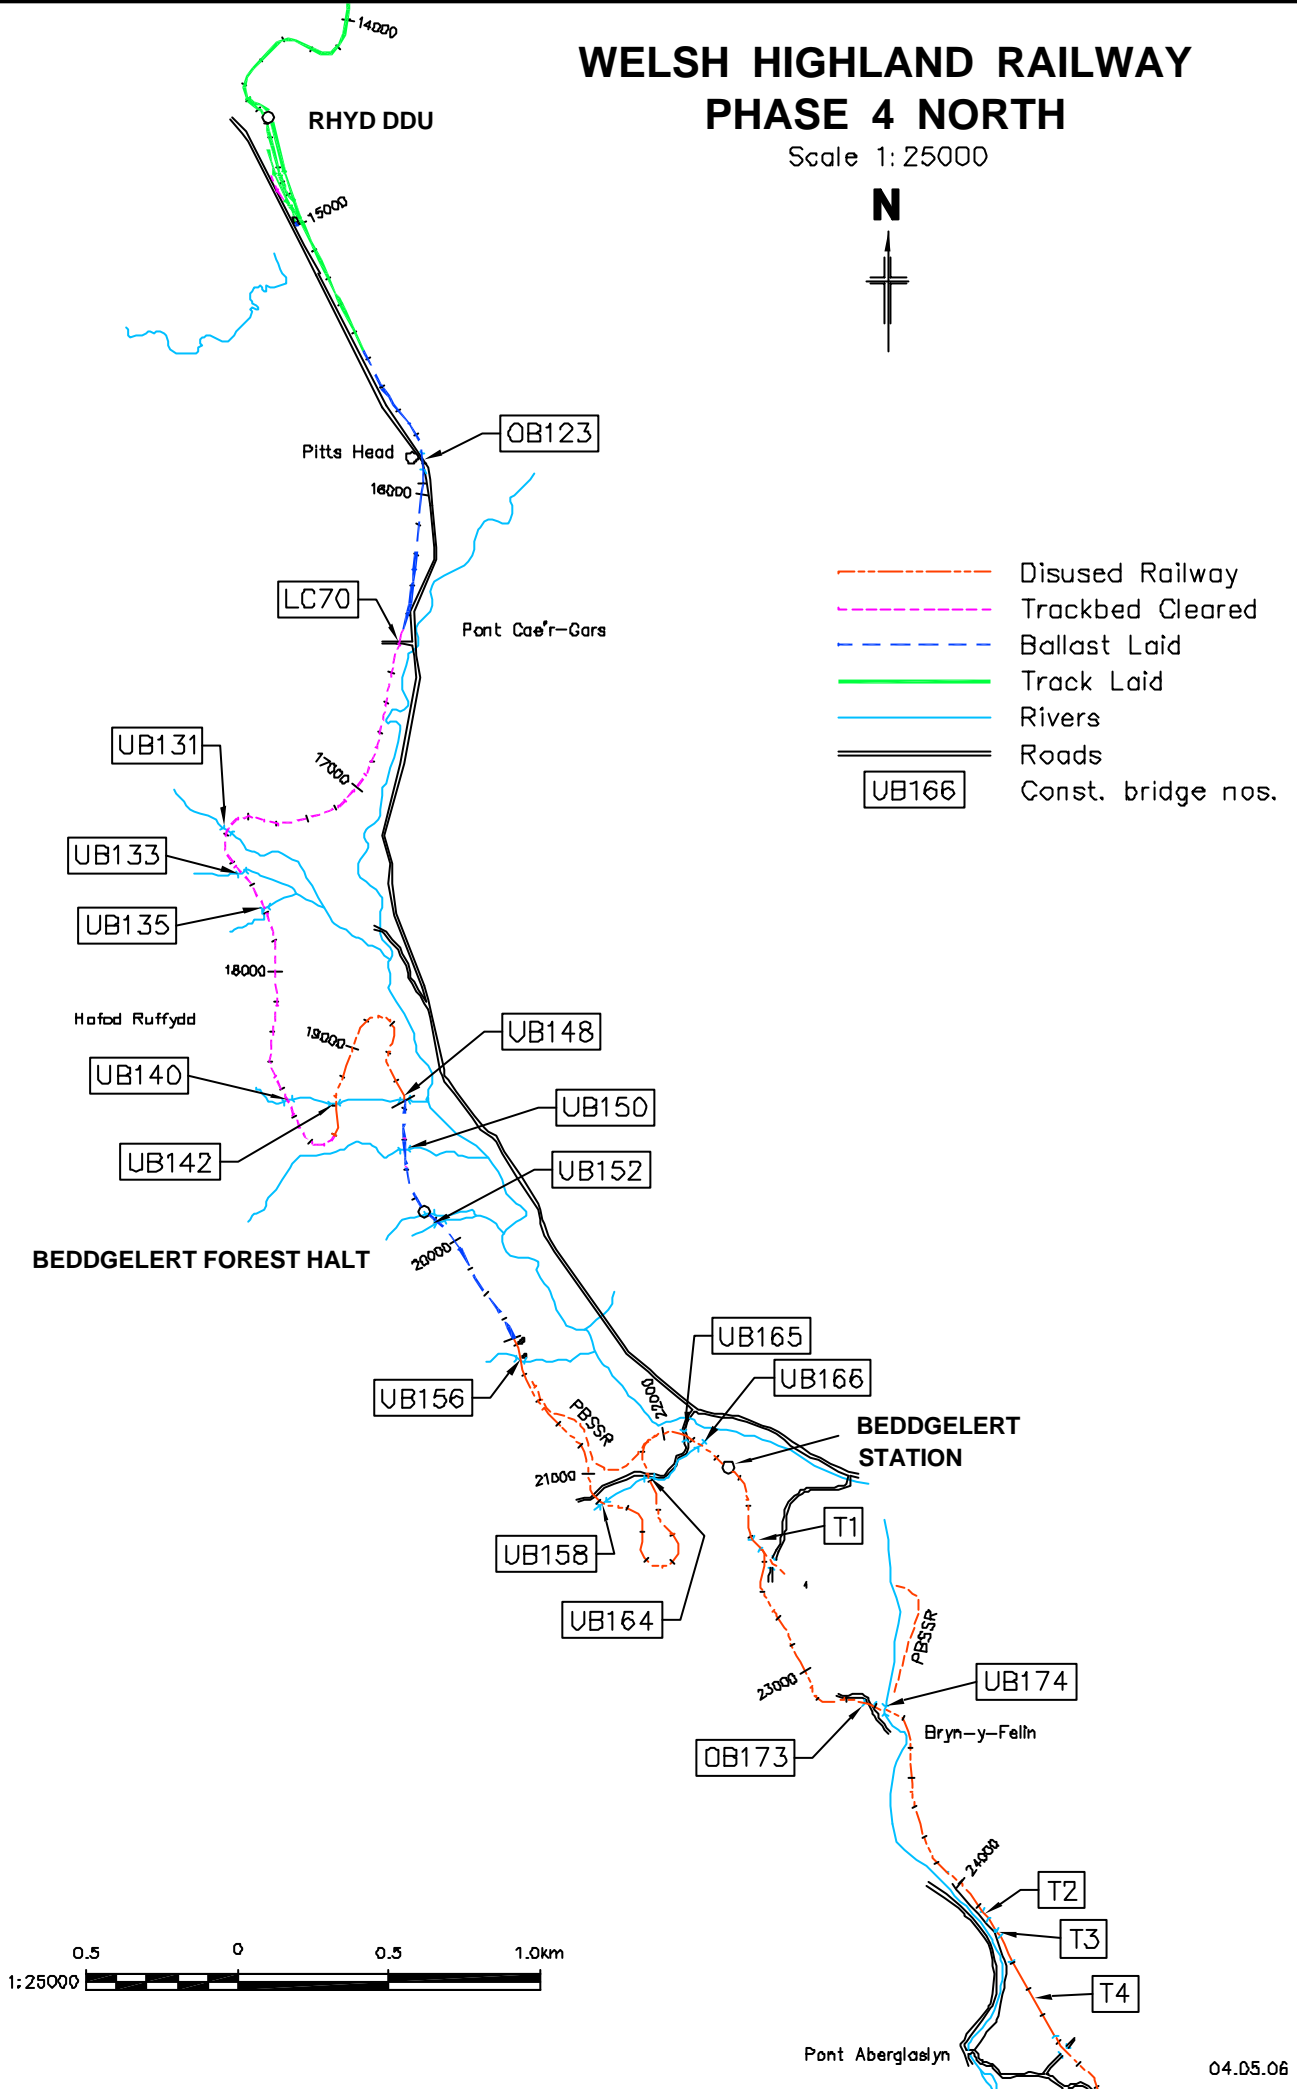 WELSH HIGHLAND RAILWAY
PHASE 4 NORTH
Scale 1:25000
N
14000
RHYD DDU
15000
OB123
Pitts Head
16000
LC70
Pont Cae'r-Gors
Disused Railway
Trackbed Cleared
Ballast Laid
Track Laid
Rivers
Roads
UB166 Const. bridge nos.
UB131
17000
UB133
UB135
18000
Hafod Ruffydd
19000
UB148
UB140
UB150
UB142
UB152
20000
BEDDGELERT FOREST HALT
UB165
UB166
22000
UB156
PBSSR
BEDDGELERT
STATION
21000
T1
UB158
UB164
PBSSR
23000
UB174
Bryn-y-Felin
OB173
24000
T2
T3
T4
0.5 0 0.5 1.0km
1:25000
Pont Aberglaslyn
04.05.06